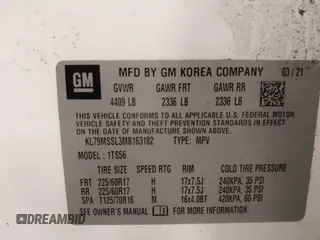 GM
MFD BY GM KOREA COMPANY 03/21
GVWR GAWR FRT GAWR RR
4409 LB 2336 LB 2336 LB
THIS VEHICLE CONFORMS TO ALL APPLICABLE U.S. FEDERAL MOTOR
VEHICLE SAFETY, BUMPER, AND THEFT PREVENTION STANDARDS
IN EFFECT ON THE DATE OF MANUFACTURE SHOWN ABOVE.
KL79MSSL3MB163182 TYPE: MPV
MODEL: 1TS56
TIRE SIZE SPEED RTG RIM COLD TIRE PRESSURE
FRT 225/60R17 H 17x7.5J 240KPA, 35 PSI
RR 225/60R17 H 17x7.5J 240KPA, 35 PSI
SPA T125/70R16 M 16x4.0BT 420KPA, 60 PSI
SEE OWNER'S MANUAL FOR ADDITIONAL INFORMATION.
DREAMBID